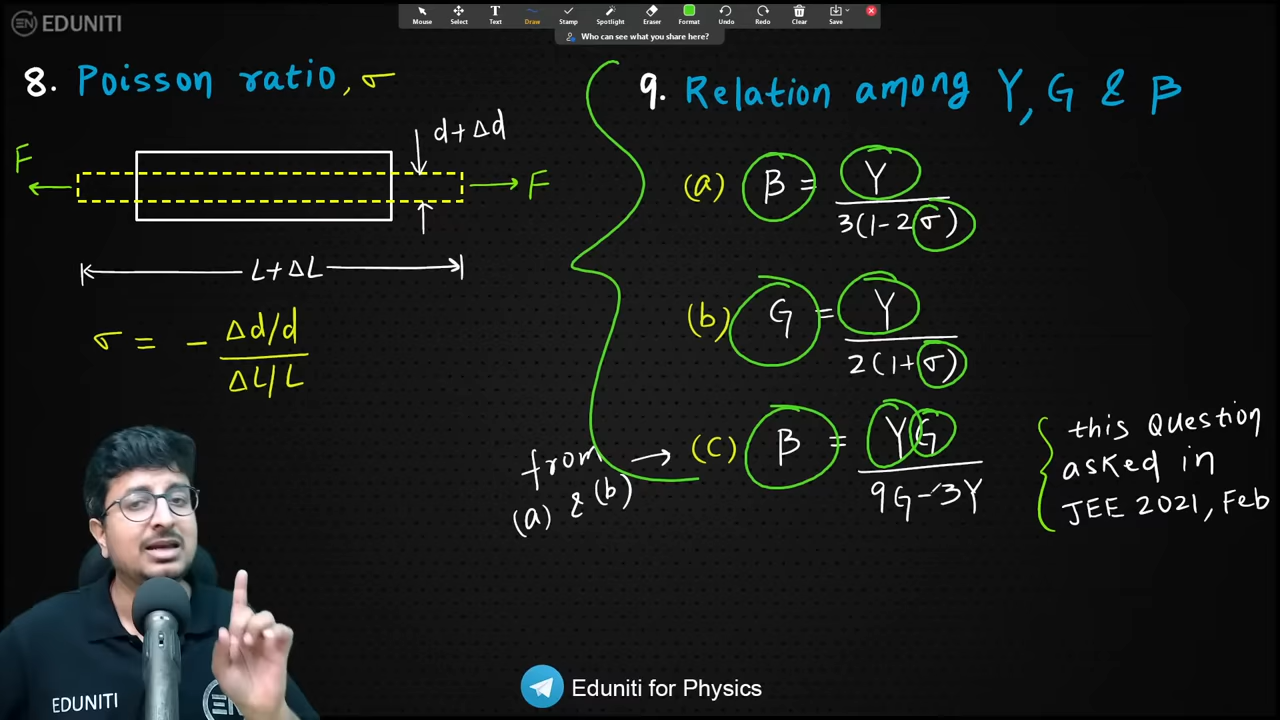 EDUNITI
Mouse Select Text Draw Stamp Spotlight Eraser Format Undo Redo Clear Save
Who can see what you share here?
8. Poisson ratio, σ
d+Δd
F
F
L+ΔL
σ = - Δd/d
ΔL/L
9. Relation among Y, G & β
(a) β = Y
3(1-2σ)
(b) G = Y
2(1+σ)
from → (c) β = YG
(a) & (b)
9G-3Y
this Question
asked in
JEE 2021, Feb
EDUNITI
EN
Eduniti for Physics